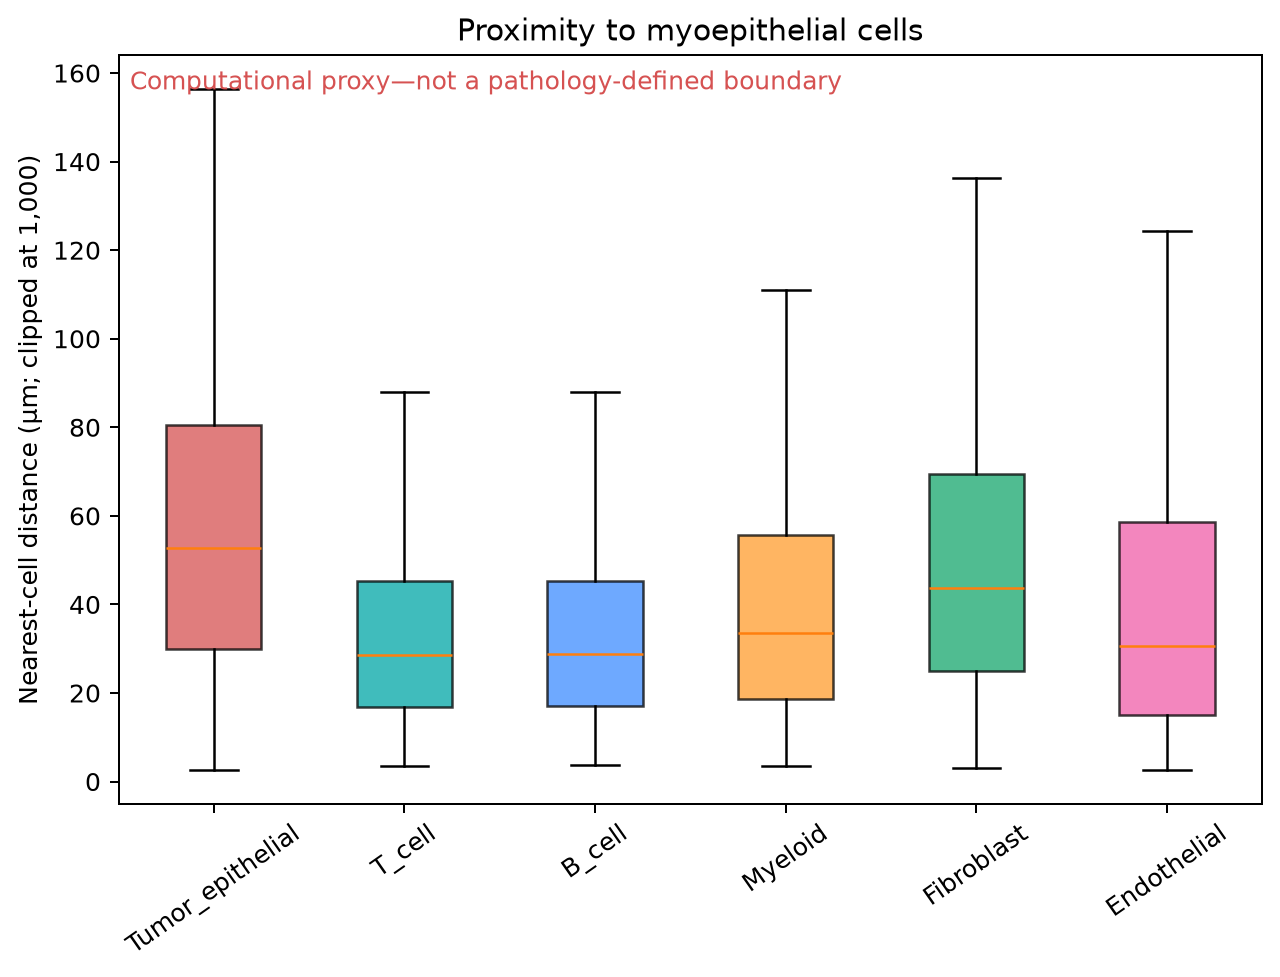 Proximity to myoepithelial cells
Computational proxy—not a pathology-defined boundary
Nearest-cell distance (µm; clipped at 1,000)
160
140
120
100
80
60
40
20
0
Tumor_epithelial
T_cell
B_cell
Myeloid
Fibroblast
Endothelial